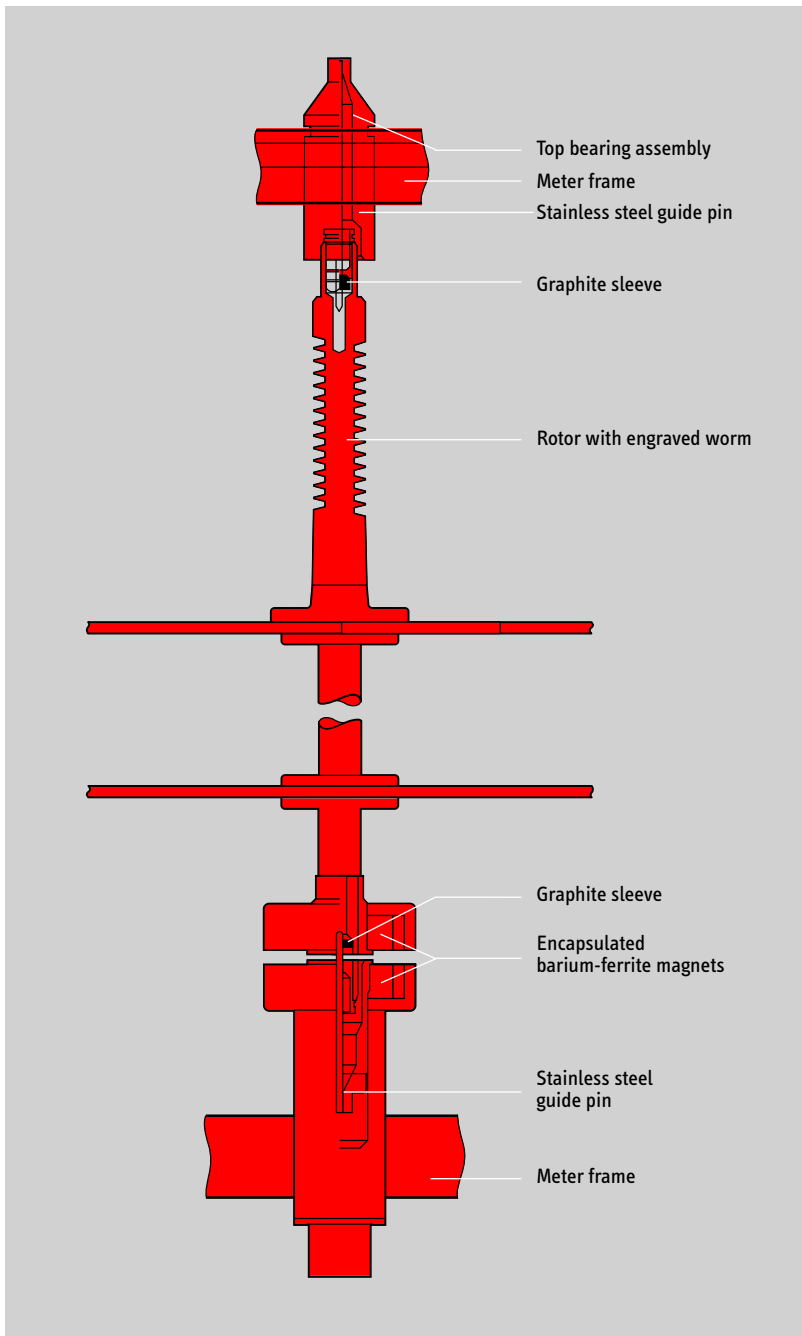 Top bearing assembly
Meter frame
Stainless steel guide pin
Graphite sleeve
Rotor with engraved worm
Graphite sleeve
Encapsulated
barium-ferrite magnets
Stainless steel
guide pin
Meter frame